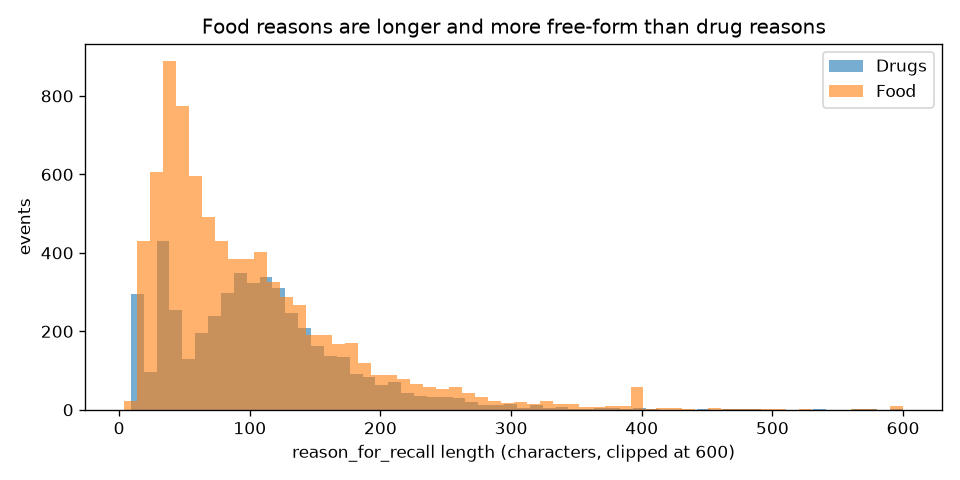 Food reasons are longer and more free-form than drug reasons
Drugs
Food
events
800
600
400
200
0
0 100 200 300 400 500 600
reason_for_recall length (characters, clipped at 600)